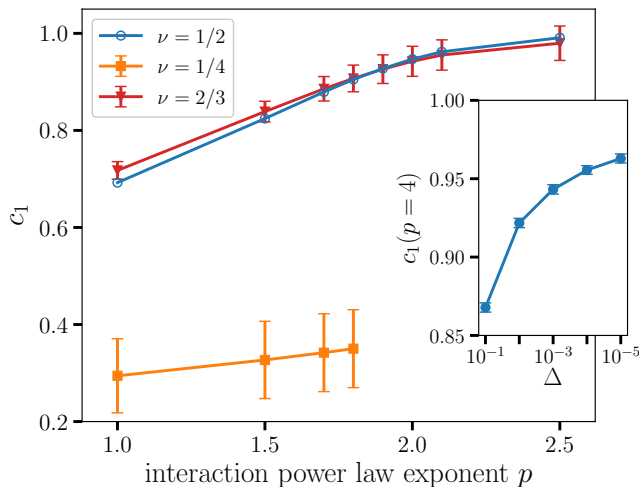 1.0
0.8
0.6
0.4
0.2
c₁
ν = 1/2
ν = 1/4
ν = 2/3
1.0 1.5 2.0 2.5
interaction power law exponent p
1.00
0.95
0.90
0.85
c₁(p = 4)
10⁻¹ 10⁻³ 10⁻⁵
Δ